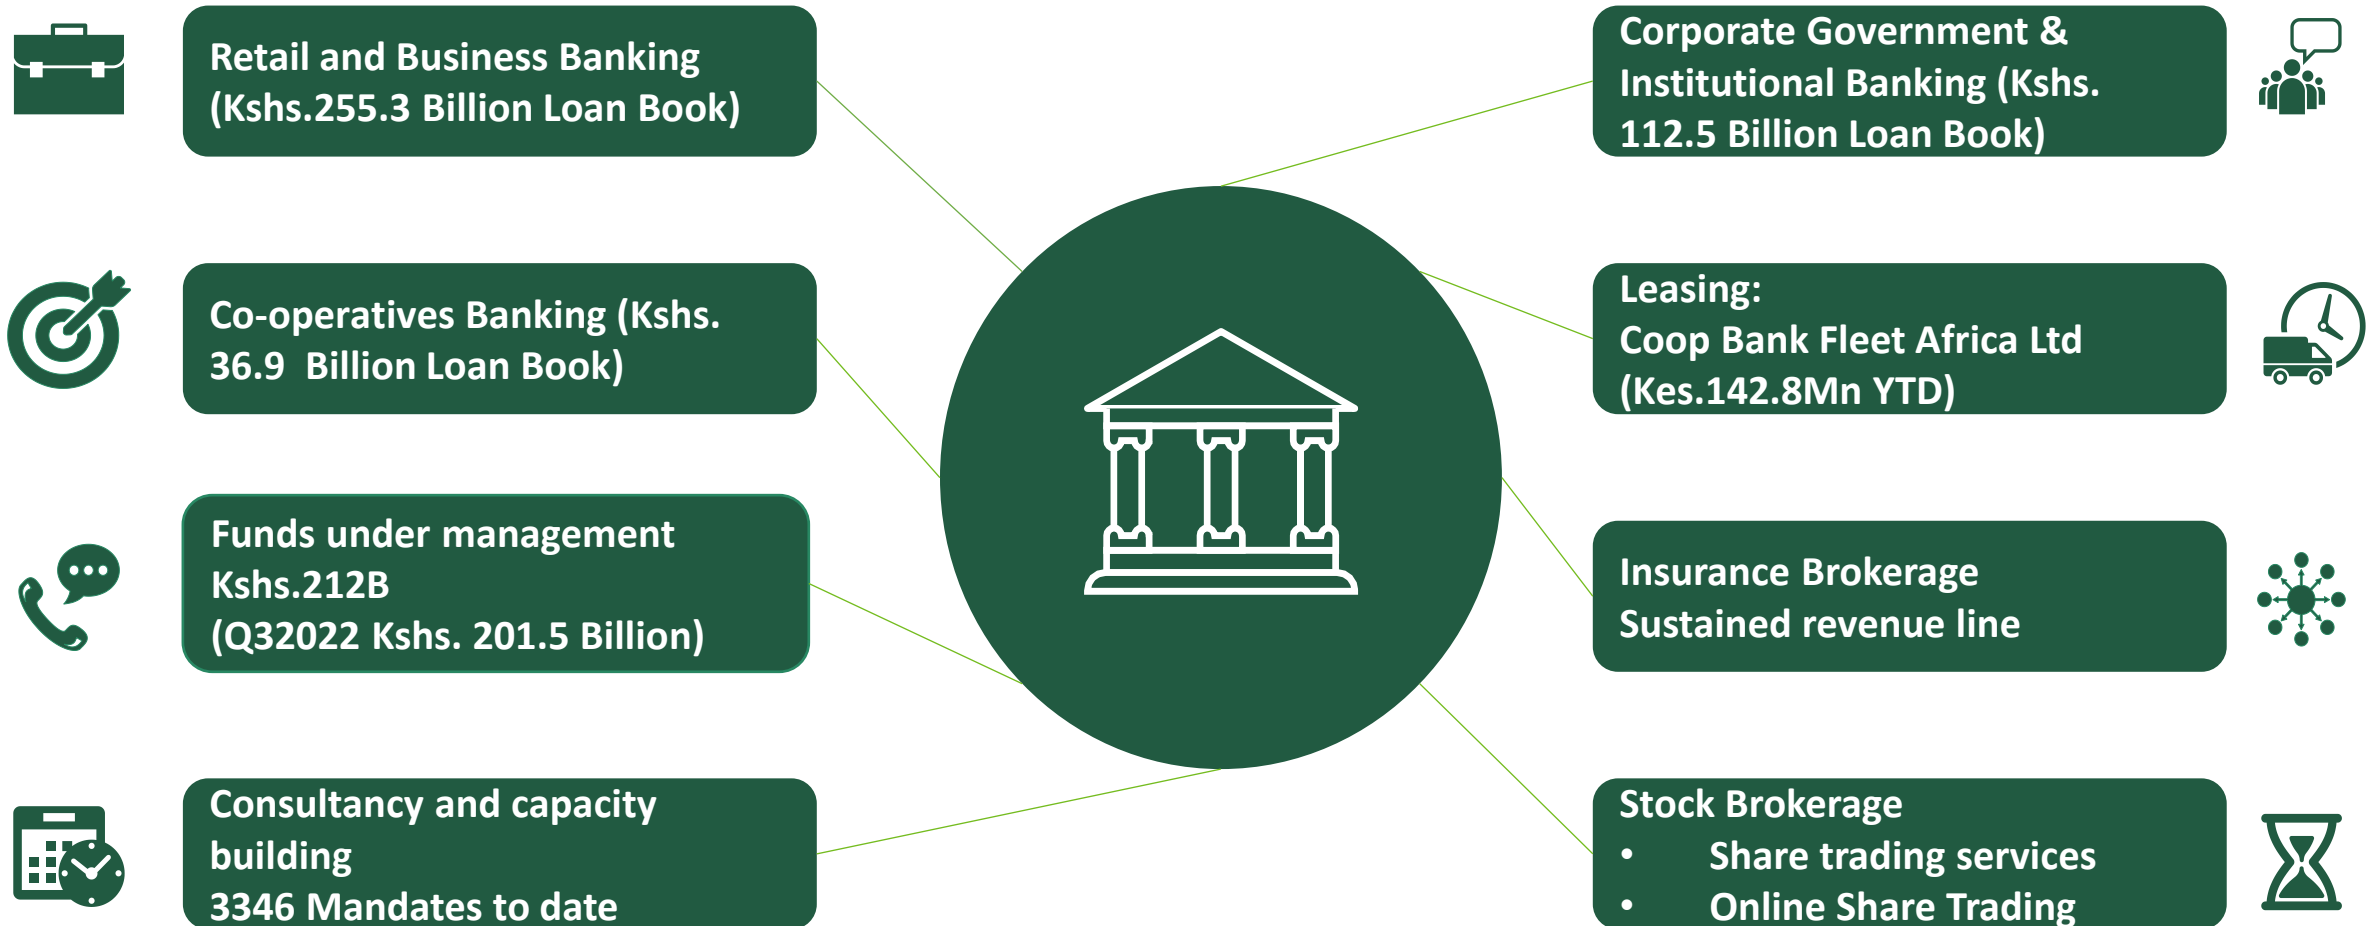 Retail and Business Banking
(Kshs.255.3 Billion Loan Book)
Co-operatives Banking (Kshs.
36.9  Billion Loan Book)
Funds under management
Kshs.212B
(Q32022 Kshs. 201.5 Billion)
Consultancy and capacity
building
3346 Mandates to date
Corporate Government &
Institutional Banking (Kshs.
112.5 Billion Loan Book)
Leasing:
Coop Bank Fleet Africa Ltd
(Kes.142.8Mn YTD)
Insurance Brokerage
Sustained revenue line
Stock Brokerage
• Share trading services
• Online Share Trading